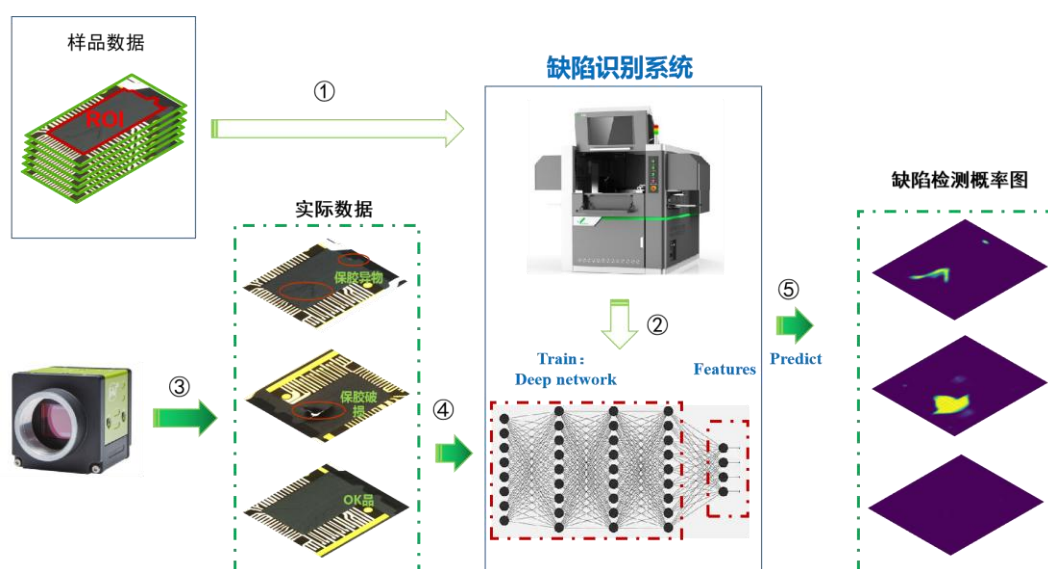 样品数据
ROI
①
缺陷识别系统
缺陷检测概率图
实际数据
保胶异物
②
⑤
Train:
Deep network
Features
Predict
③
保胶破
损
④
OK品